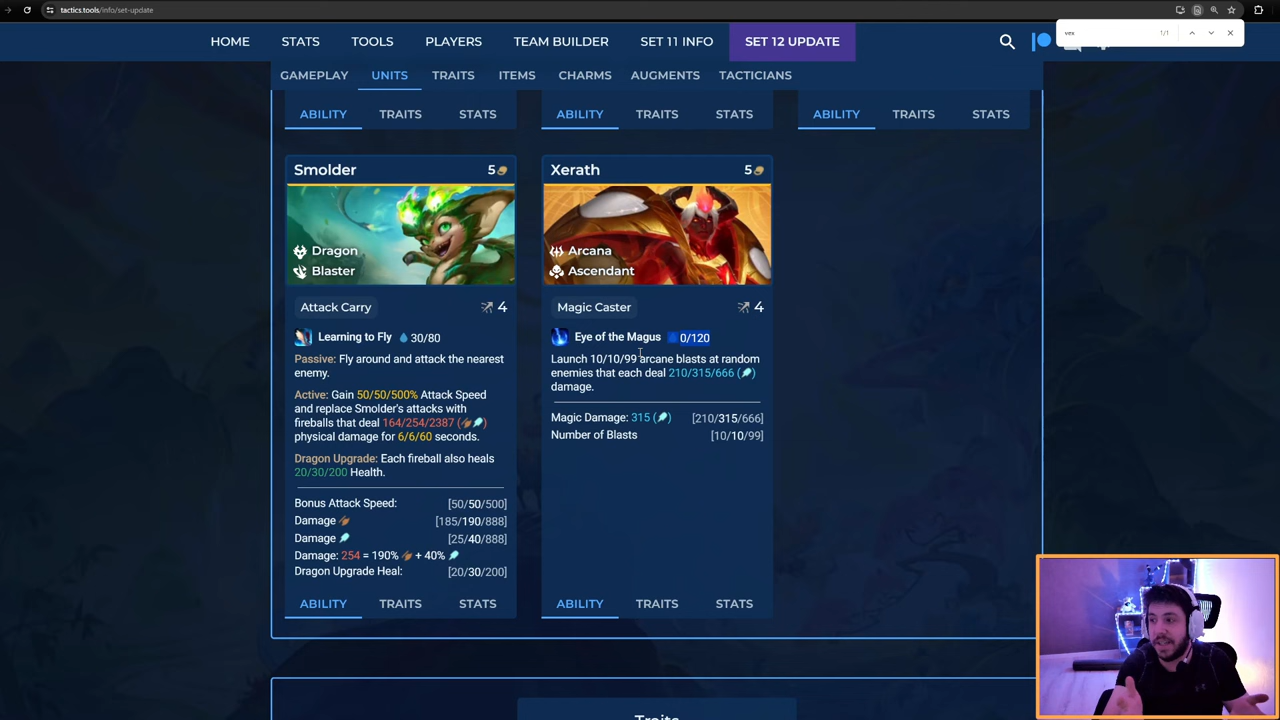 tactics.tools/info/set-update
vex
1/1
HOME
STATS
TOOLS
PLAYERS
TEAM BUILDER
SET 11 INFO
SET 12 UPDATE
GAMEPLAY
UNITS
TRAITS
ITEMS
CHARMS
AUGMENTS
TACTICIANS
ABILITY
TRAITS
STATS
ABILITY
TRAITS
STATS
ABILITY
TRAITS
STATS
Smolder
5
Dragon
Blaster
Attack Carry
4
Learning to Fly 30/80
Passive: Fly around and attack the nearest
enemy.
Active: Gain 50/50/500% Attack Speed
and replace Smolder's attacks with
fireballs that deal 164/254/2387 ( )
physical damage for 6/6/60 seconds.
Dragon Upgrade: Each fireball also heals
20/30/200 Health.
Bonus Attack Speed: [50/50/500]
Damage [185/190/888]
Damage [25/40/888]
Damage: 254 = 190% + 40%
Dragon Upgrade Heal: [20/30/200]
ABILITY
TRAITS
STATS
Xerath
5
Arcana
Ascendant
Magic Caster
4
Eye of the Magus 0/120
Launch 10/10/99 arcane blasts at random
enemies that each deal 210/315/666 ( )
damage.
Magic Damage: 315 ( ) [210/315/666]
Number of Blasts [10/10/99]
ABILITY
TRAITS
STATS
Traits